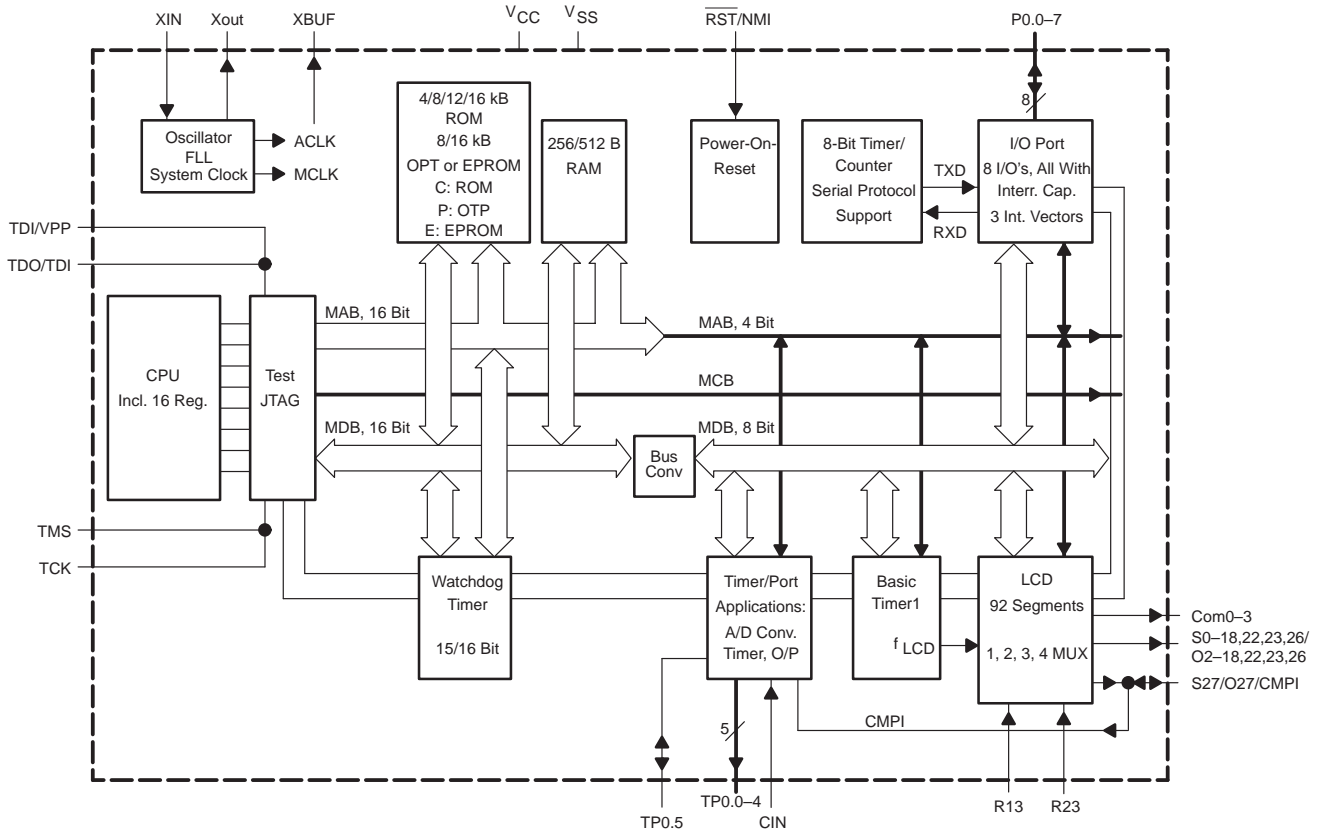 XIN
Xout
XBUF
VCC
VSS
RST/NMI
P0.0–7
8
Oscillator
FLL
System Clock
ACLK
MCLK
4/8/12/16 kB
ROM
8/16 kB
OPT or EPROM
C: ROM
P: OTP
E: EPROM
256/512 B
RAM
Power-On-
Reset
8-Bit Timer/
Counter
Serial Protocol
Support
TXD
RXD
I/O Port
8 I/O's, All With
Interr. Cap.
3 Int. Vectors
TDI/VPP
TDO/TDI
CPU
Incl. 16 Reg.
Test
JTAG
MAB, 16 Bit
MAB, 4 Bit
MCB
MDB, 16 Bit
MDB, 8 Bit
Bus
Conv
TMS
TCK
Watchdog
Timer
15/16 Bit
Timer/Port
Applications:
A/D Conv.
Timer, O/P
Basic
Timer1
f LCD
LCD
92 Segments
1, 2, 3, 4 MUX
Com0–3
S0–18,22,23,26/
O2–18,22,23,26
S27/O27/CMPI
CMPI
5
TP0.5
TP0.0–4
CIN
R13
R23